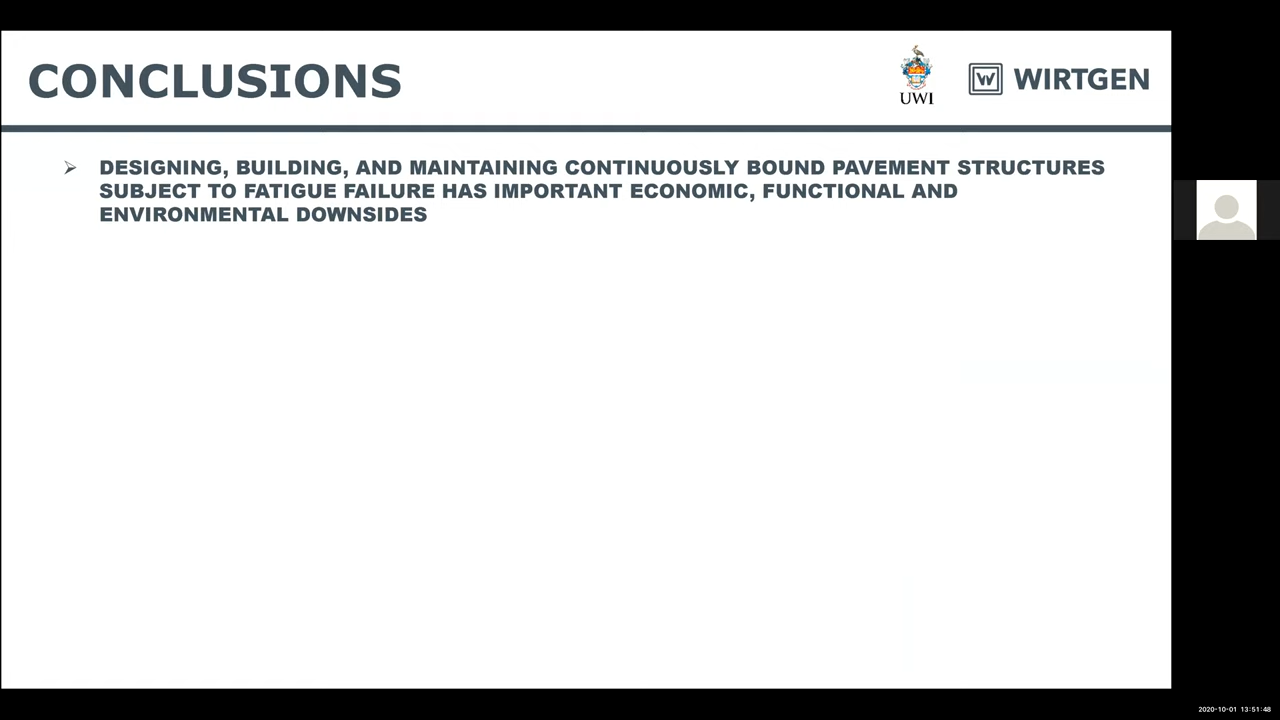 CONCLUSIONS
UWI
W WIRTGEN
DESIGNING, BUILDING, AND MAINTAINING CONTINUOUSLY BOUND PAVEMENT STRUCTURES
SUBJECT TO FATIGUE FAILURE HAS IMPORTANT ECONOMIC, FUNCTIONAL AND
ENVIRONMENTAL DOWNSIDES
2020-10-01 13:51:48